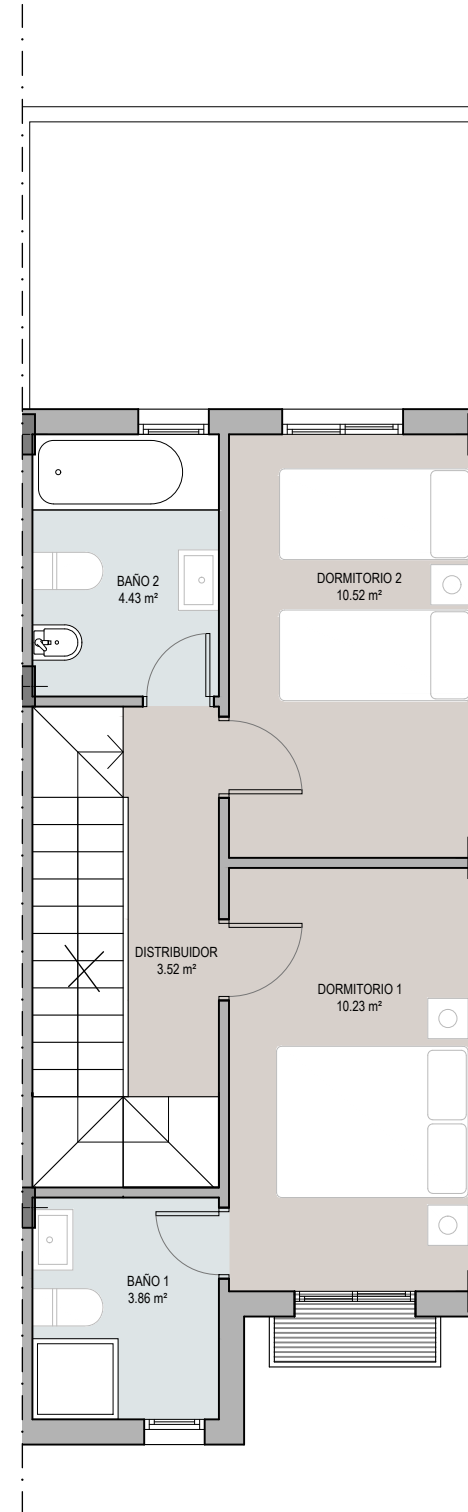 BAÑO 2
4.43 m²
DORMITORIO 2
10.52 m²
DISTRIBUIDOR
3.52 m²
DORMITORIO 1
10.23 m²
BAÑO 1
3.86 m²